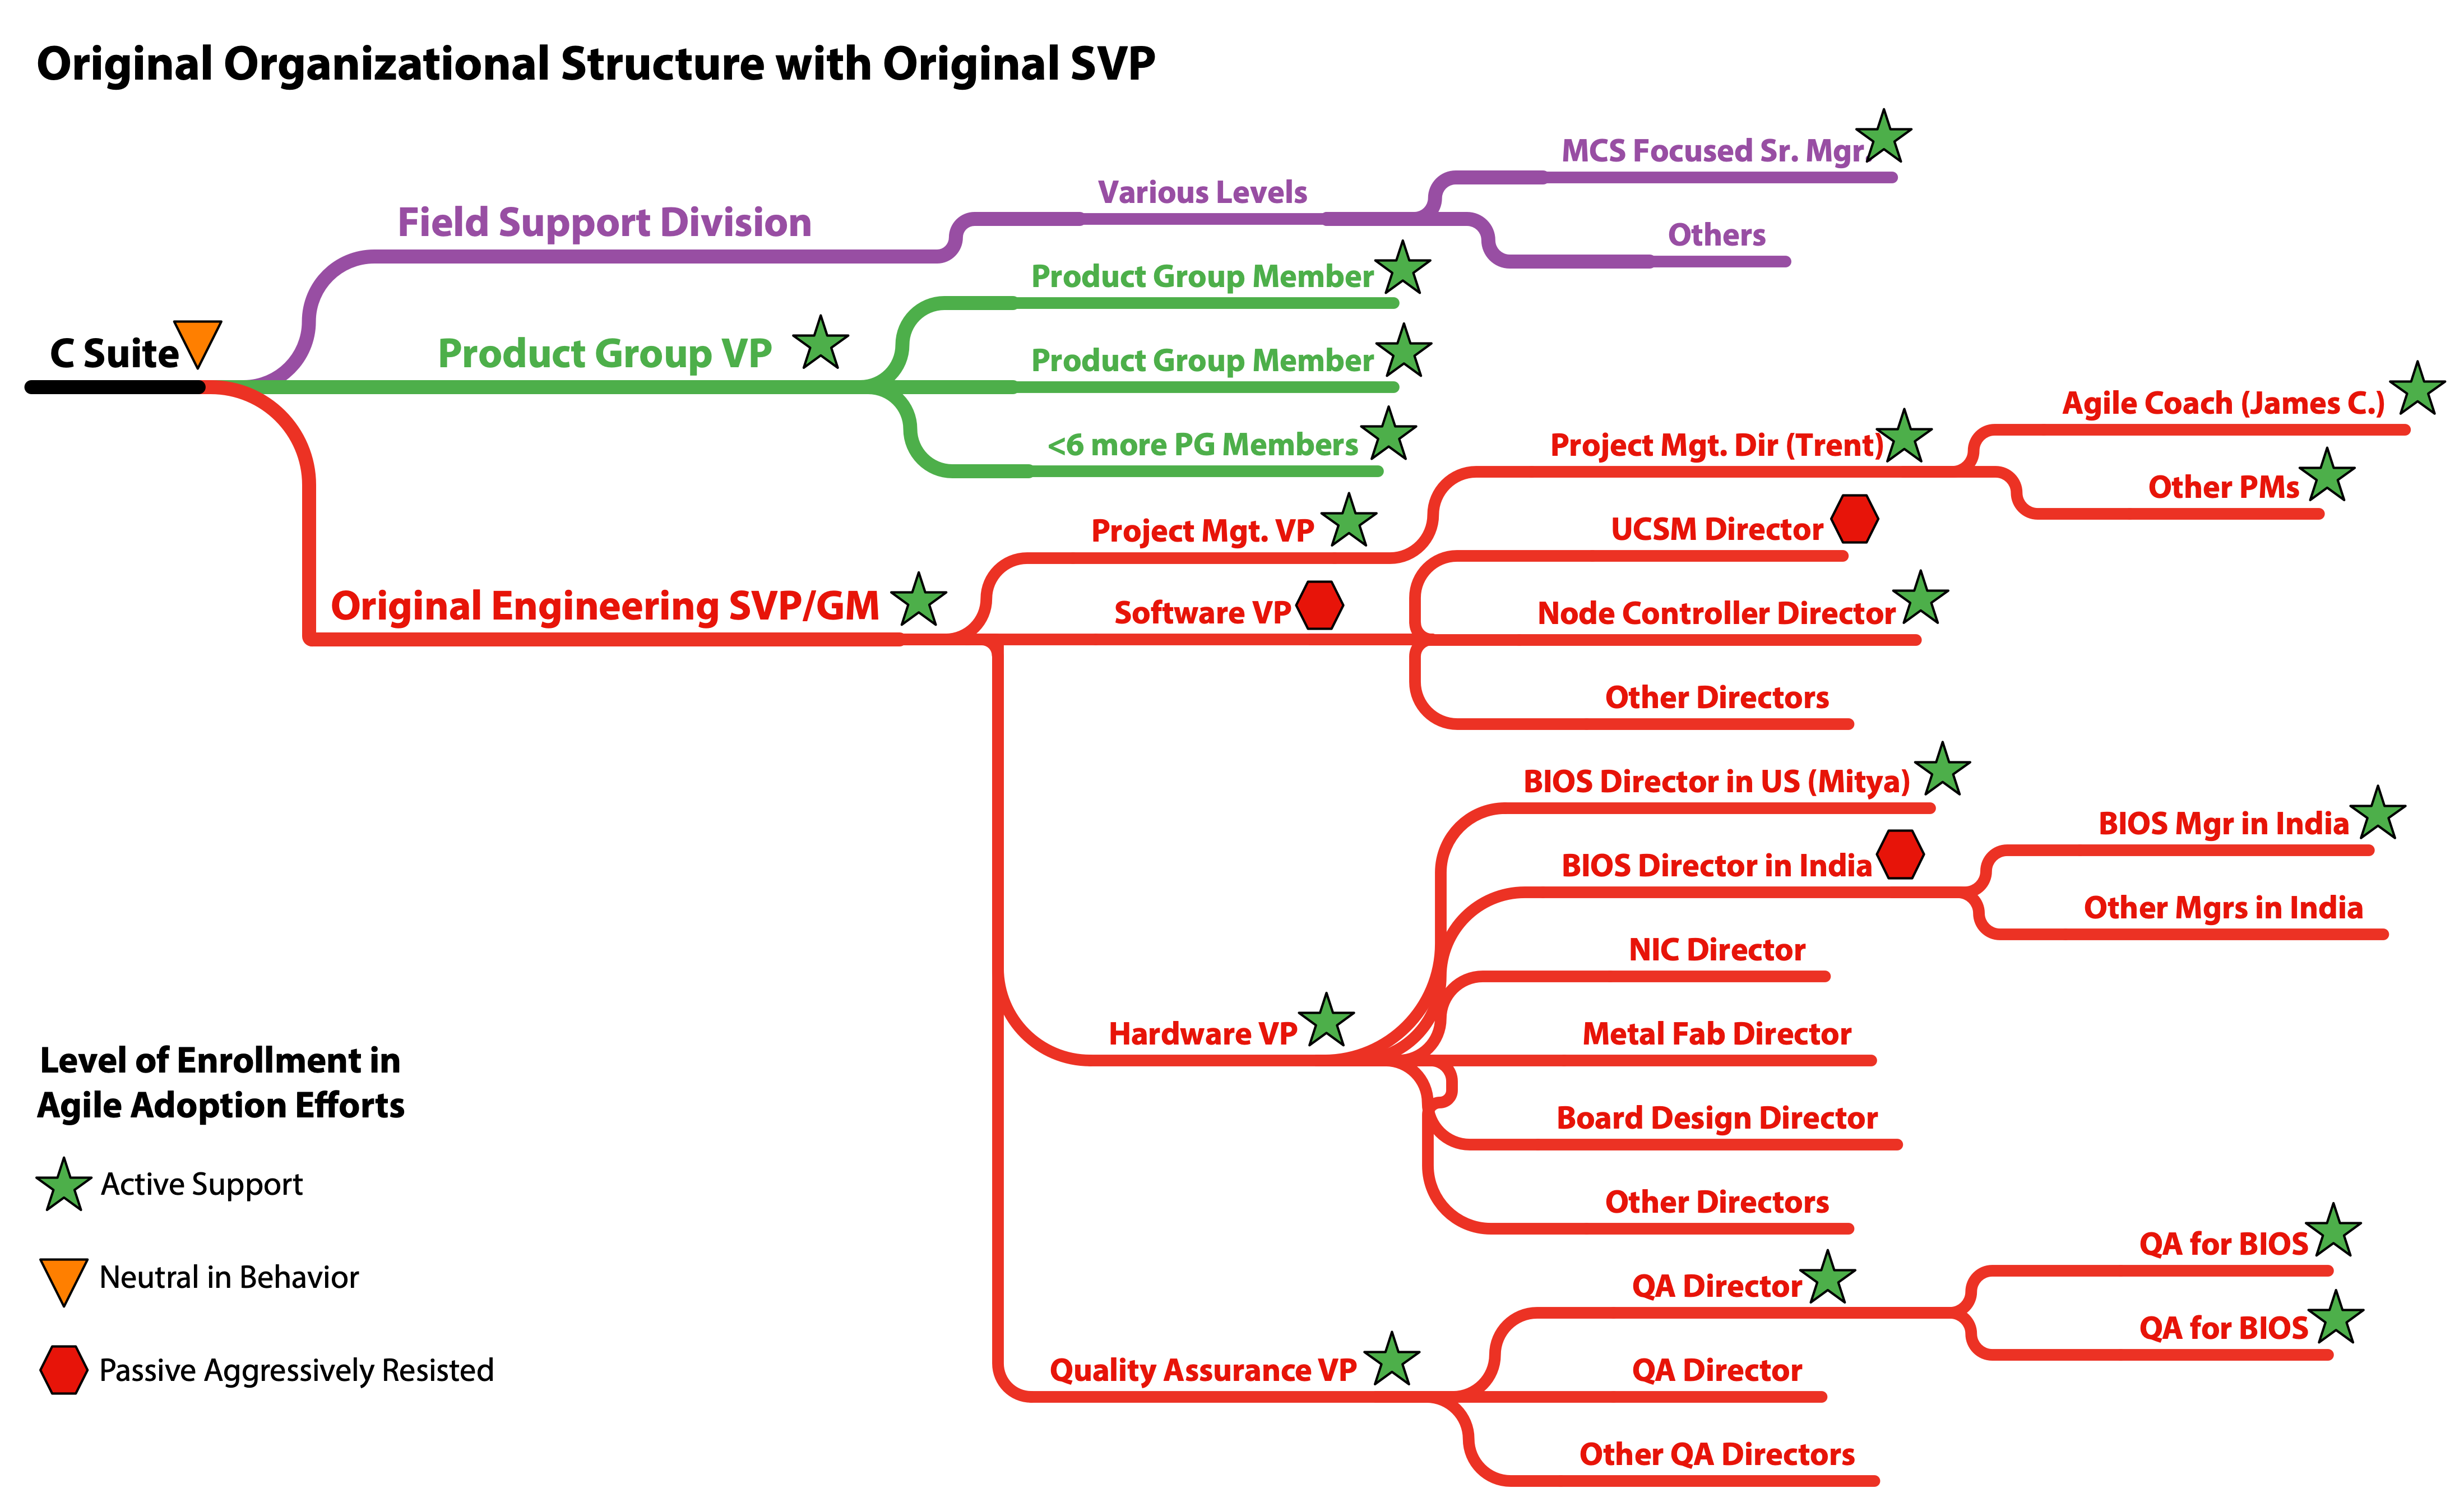 Original Organizational Structure with Original SVP
MCS Focused Sr. Mgr
Various Levels
Field Support Division
Others
Product Group Member
C Suite
Product Group VP
Product Group Member
Agile Coach (James C.)
<6 more PG Members
Project Mgt. Dir (Trent)
Other PMs
Project Mgt. VP
UCSM Director
Original Engineering SVP/GM
Software VP
Node Controller Director
Other Directors
BIOS Director in US (Mitya)
BIOS Mgr in India
BIOS Director in India
Other Mgrs in India
NIC Director
Hardware VP
Metal Fab Director
Board Design Director
Other Directors
QA for BIOS
QA Director
QA for BIOS
Quality Assurance VP
QA Director
Other QA Directors
Level of Enrollment in
Agile Adoption Efforts
Active Support
Neutral in Behavior
Passive Aggressively Resisted